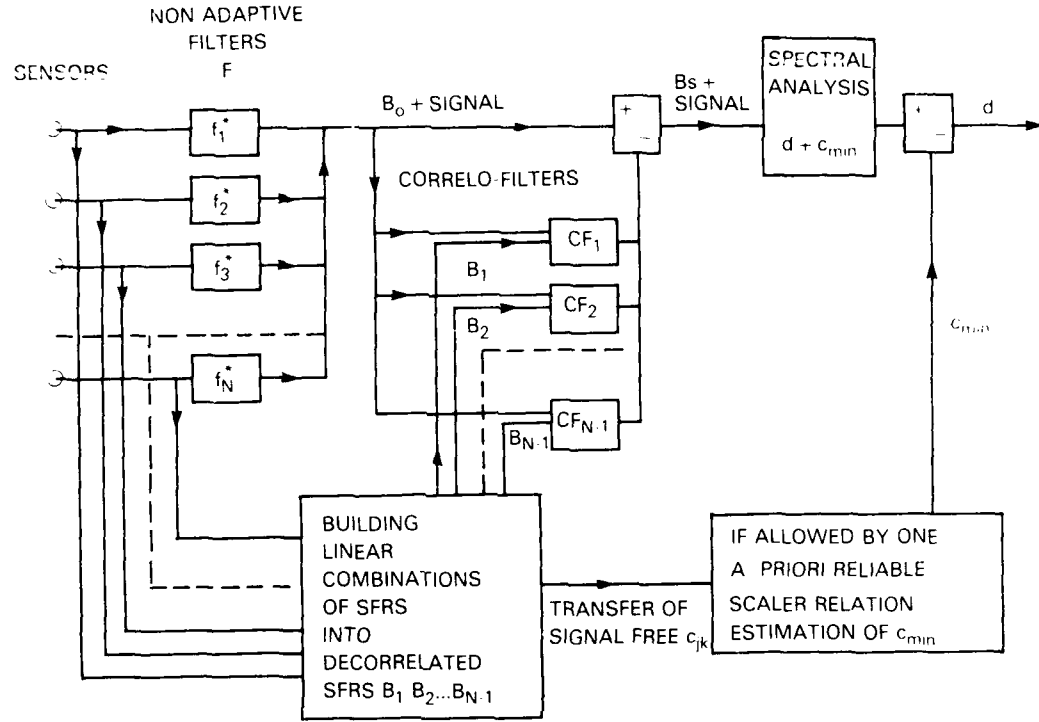 NON ADAPTIVE
FILTERS
F
SENSORS
f₁*
f₂*
f₃*
f*N
B₀ + SIGNAL
CORRELO-FILTERS
CF₁
B₁
CF₂
B₂
CFN-1
BN-1
+
−
Bs +
SIGNAL
SPECTRAL
ANALYSIS
d + cmin
+
−
d
cmin
BUILDING
LINEAR
COMBINATIONS
OF SFRS
INTO
DECORRELATED
SFRS B₁ B₂...BN-1
TRANSFER OF
SIGNAL FREE cjk
IF ALLOWED BY ONE
A PRIORI RELIABLE
SCALER RELATION
ESTIMATION OF cmin